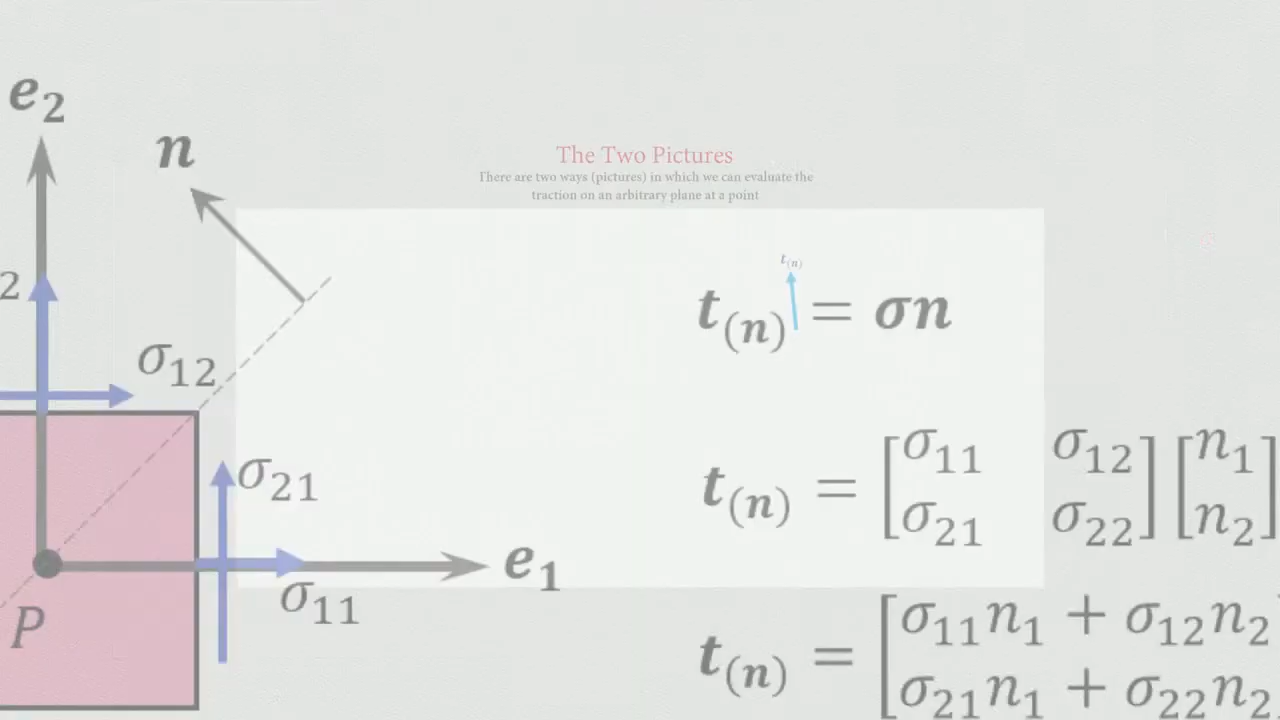 e₂
n
The Two Pictures
There are two ways (pictures) in which we can evaluate the
traction on an arbitrary plane at a point
t₍ₙ₎
2
t₍ₙ₎ = σn
σ₁₂
σ₂₁
t₍ₙ₎ = [σ₁₁ σ₁₂
σ₂₁ σ₂₂] [n₁
n₂]
e₁
σ₁₁
P
t₍ₙ₎ = [σ₁₁n₁ + σ₁₂n₂
σ₂₁n₁ + σ₂₂n₂